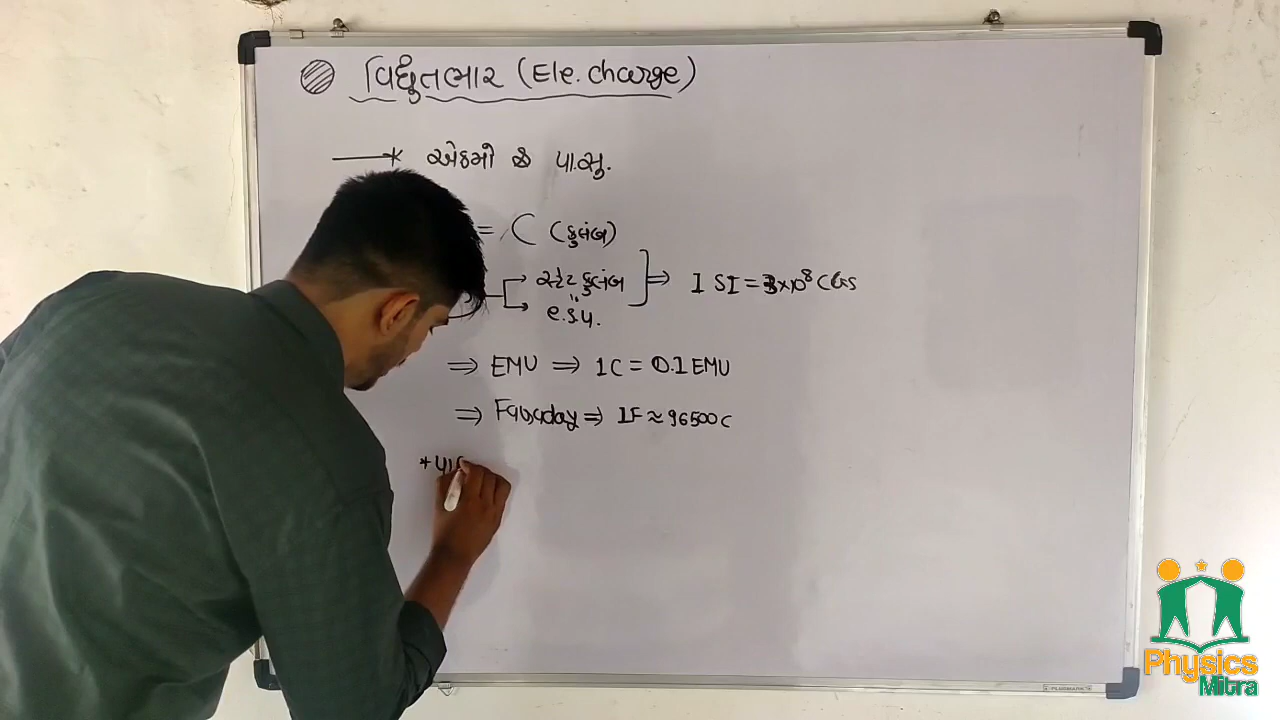 વિદ્યુતભાર (Ele. charge)
એકમો પા.સૂ.
= C (કુલંબ)
સ્ટેટ કુલંબ
e.s.u.
⇒ 1 SI = 3×10⁸ CGS
⇒ EMU ⇒ 1C = 0.1 EMU
⇒ Faraday ⇒ 1F ≈ 96500 C
Physics
Mitra